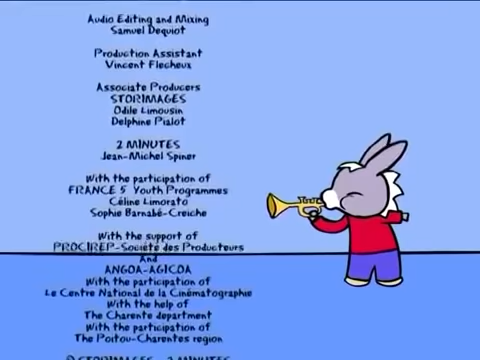 Audio Editing and Mixing
Samuel Dequiot
Production Assistant
Vincent Flecheux
Associate Producers
STORIMAGES
Odile Limousin
Delphine Pialot
2 MINUTES
Jean-Michel Spiner
With the participation of
FRANCE 5 Youth Programmes
Céline Limorato
Sophie Barnabé-Creiche
With the support of
PROCIREP-Société des Producteurs
And
ANGOA-AGICOA
With the participation of
Le Centre National de la Cinématographie
With the help of
The Charente department
With the participation of
The Poitou-Charentes region
© STORIMAGES - 2 MINUTES